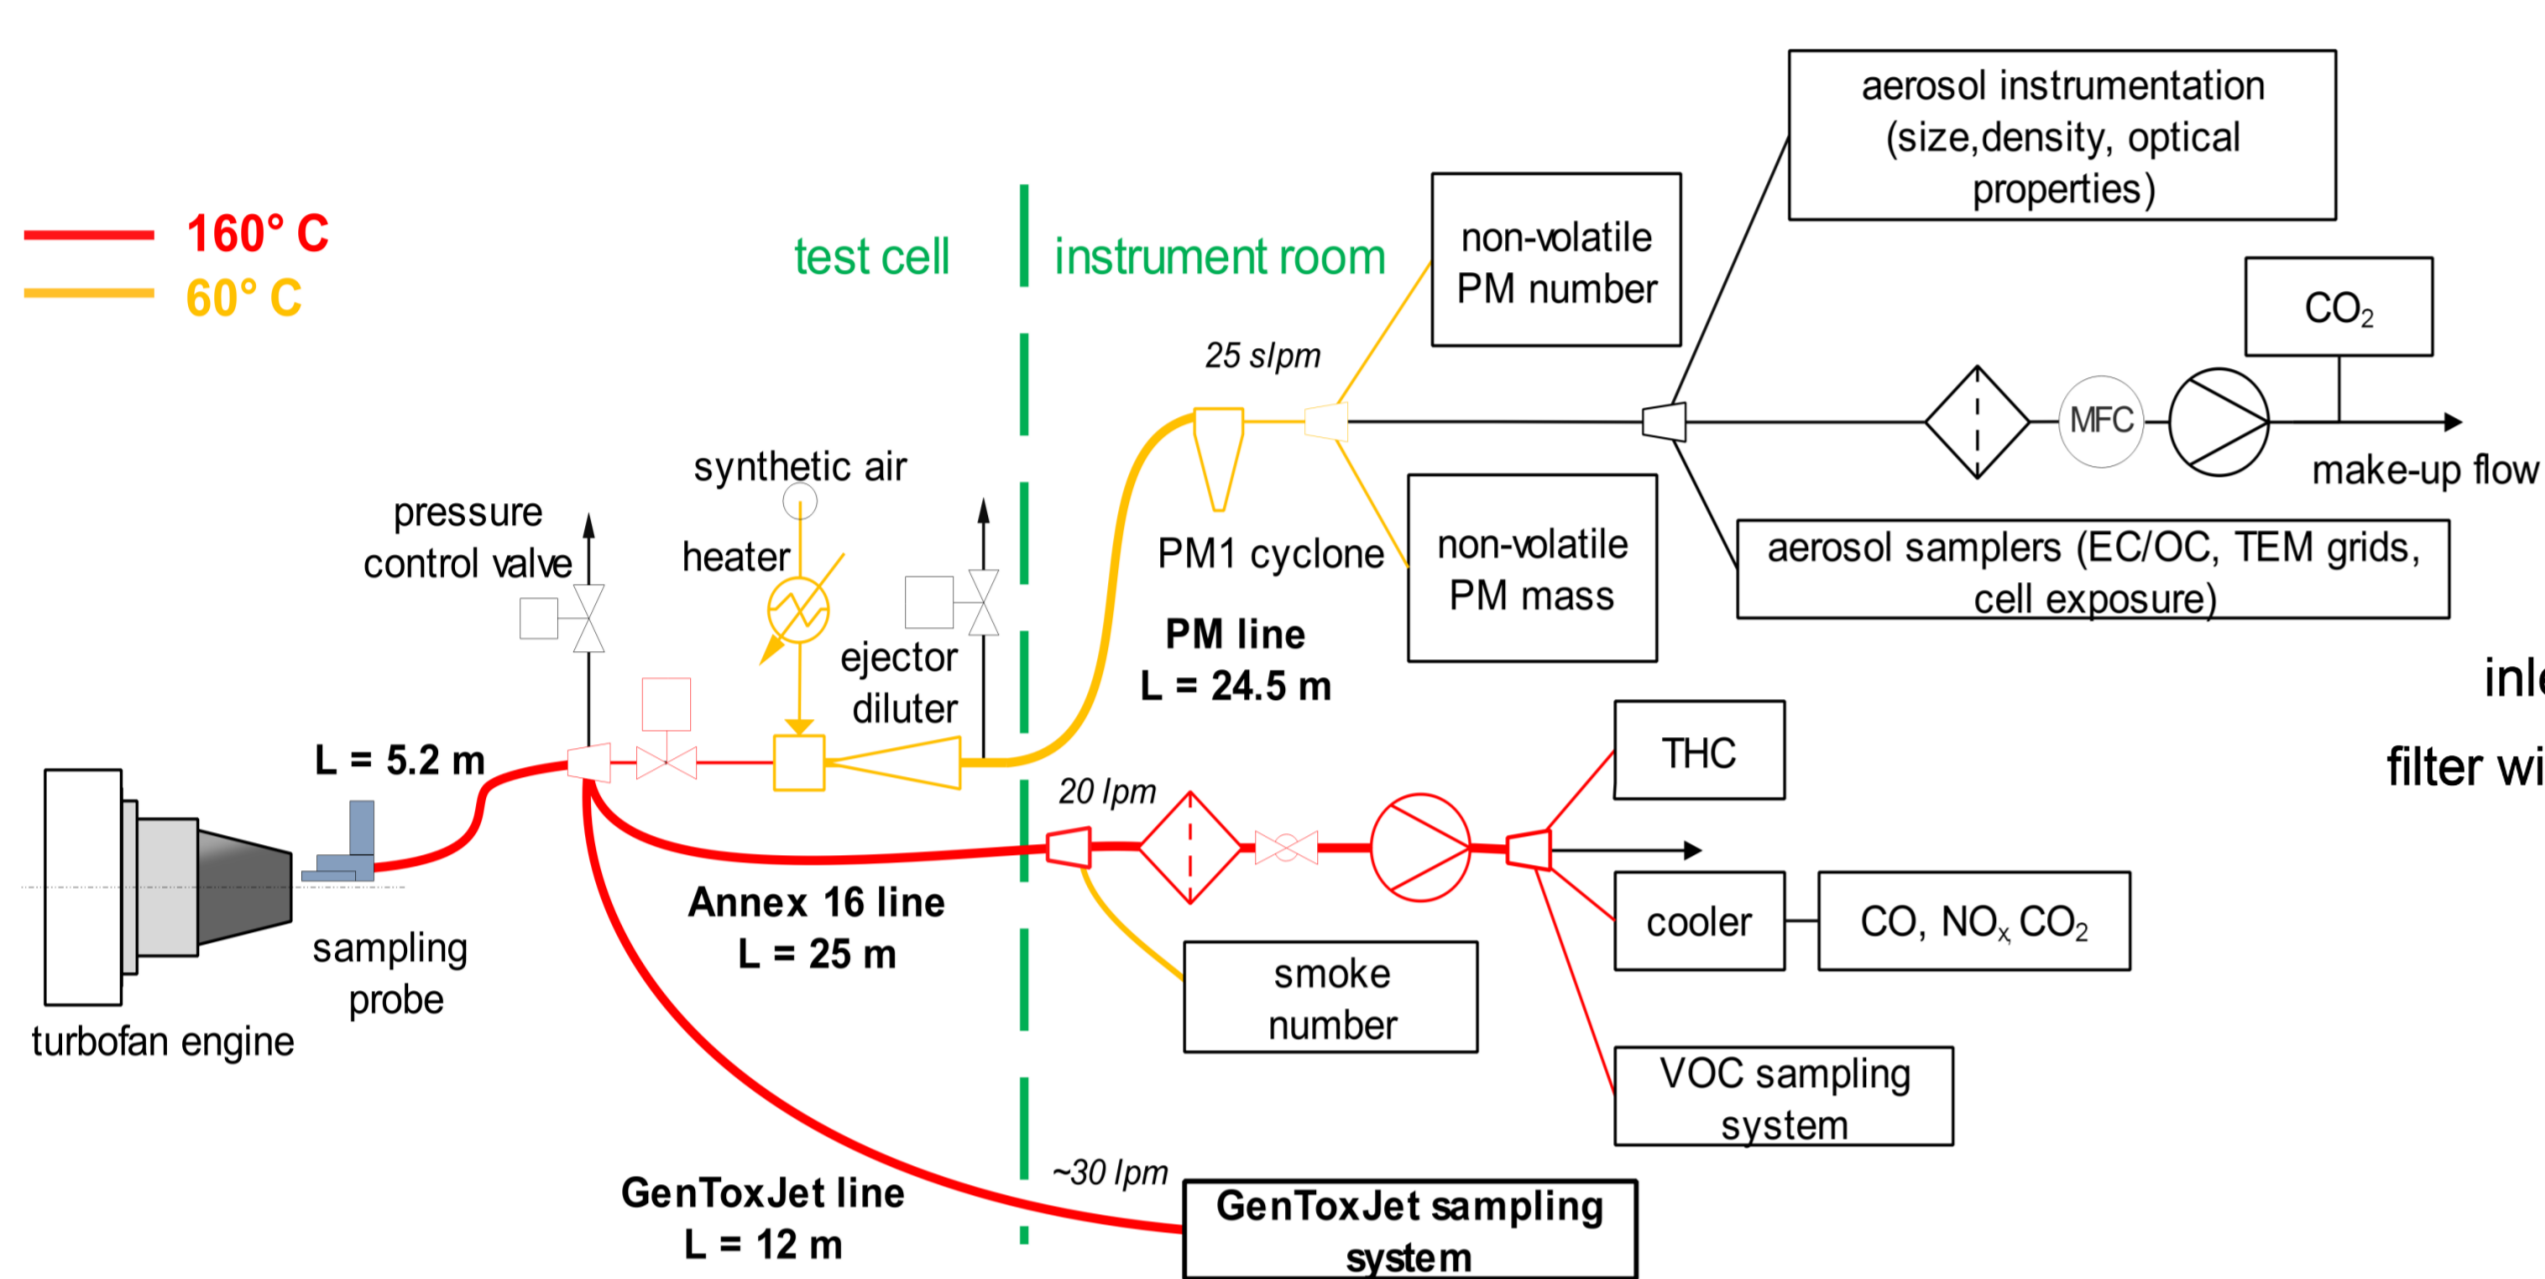 aerosol instrumentation
(size,density, optical
properties)
160° C
60° C
test cell
instrument room
non-volatile
PM number
CO₂
25 slpm
MFC
make-up flow
synthetic air
pressure
control valve
heater
PM1 cyclone
non-volatile
PM mass
aerosol samplers (EC/OC, TEM grids,
cell exposure)
ejector
diluter
PM line
L = 24.5 m
L = 5.2 m
20 lpm
THC
filter
Annex 16 line
L = 25 m
cooler
CO, NOₓ, CO₂
sampling
probe
smoke
number
turbofan engine
VOC sampling
system
~30 lpm
GenToxJet line
L = 12 m
GenToxJet sampling
system